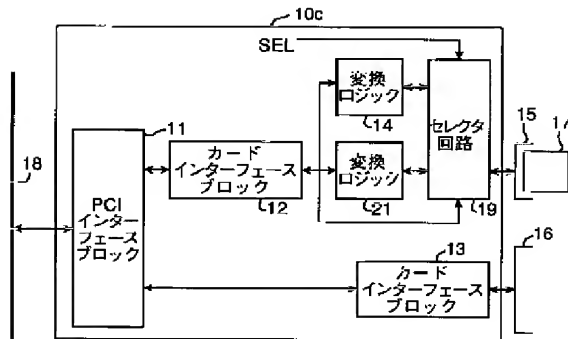 10c
SEL
変換
ロジック
14
セレクタ
回路
19
15
18
11
PCI
インター
フェース
ブロック
カード
インターフェース
ブロック
12
変換
ロジック
21
16
13
カード
インターフェース
ブロック